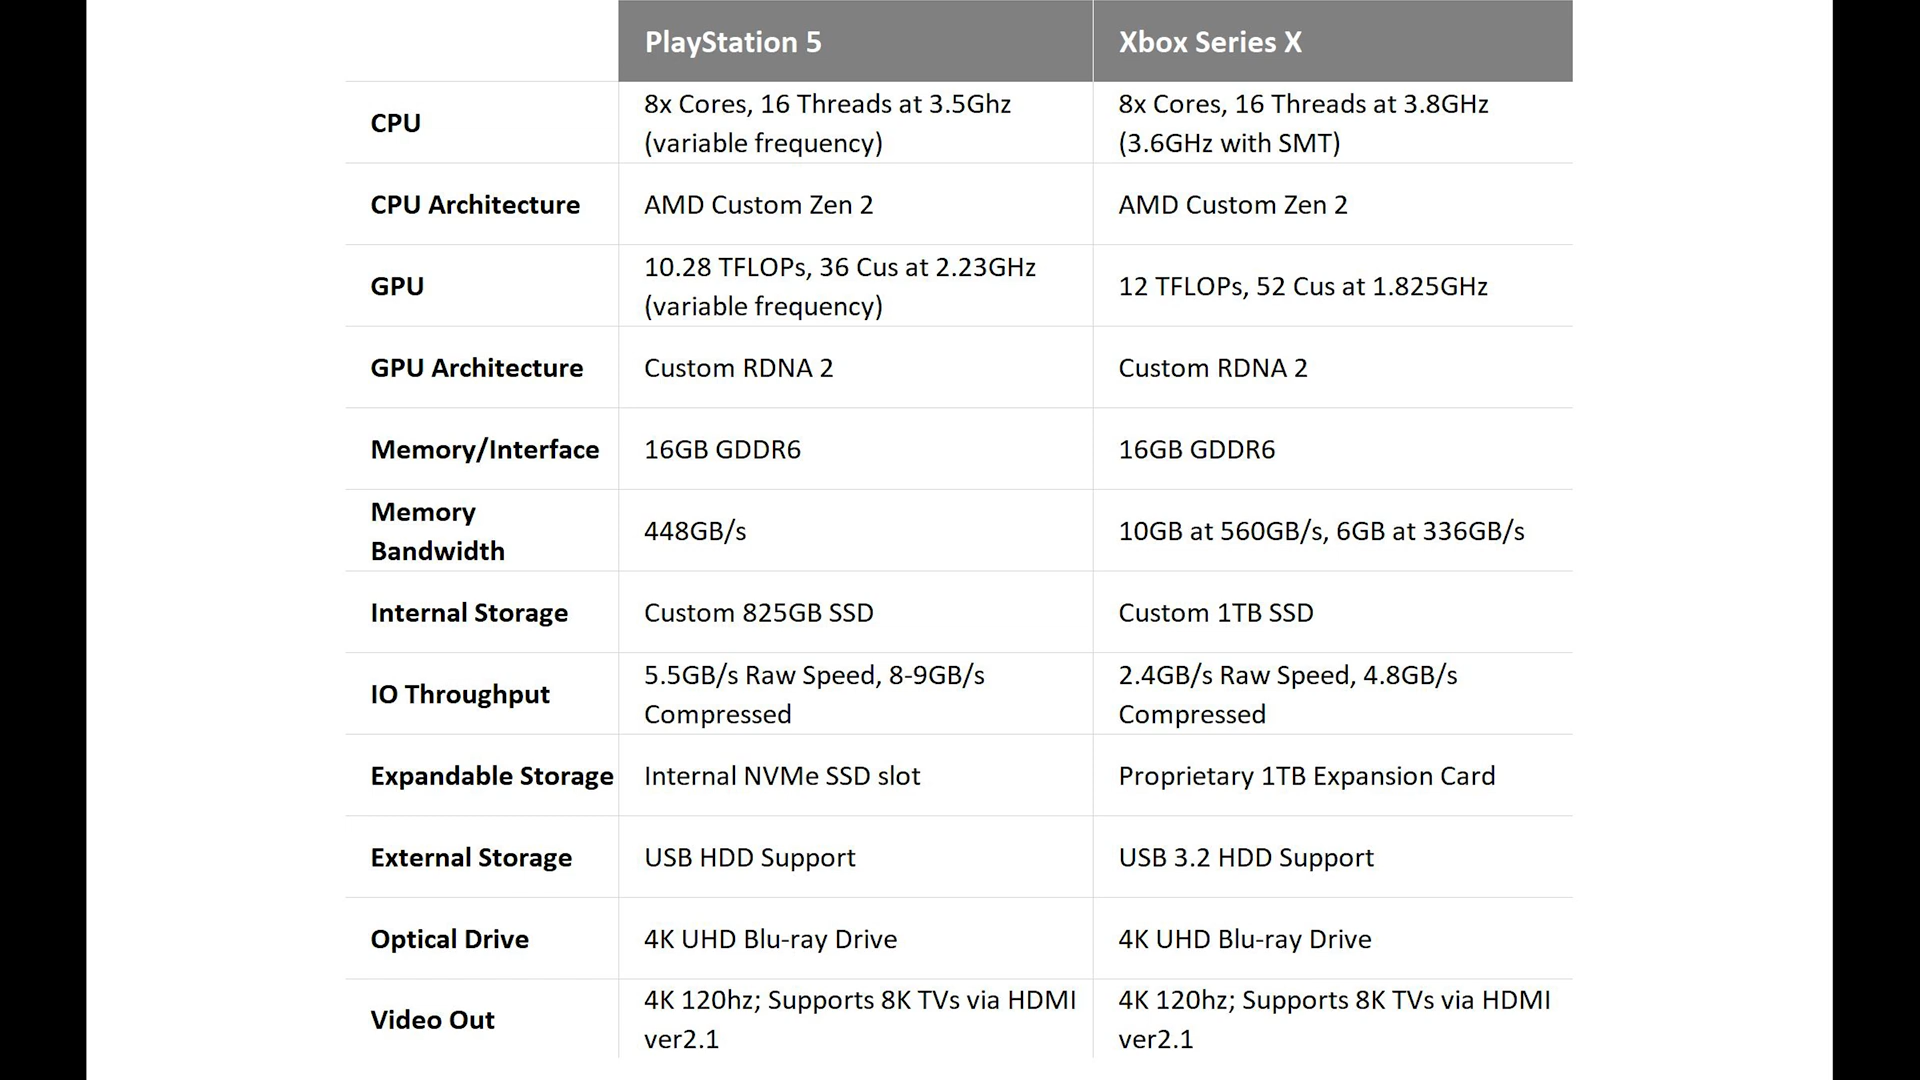 PlayStation 5 Xbox Series X
CPU 8x Cores, 16 Threads at 3.5Ghz 8x Cores, 16 Threads at 3.8GHz
(variable frequency) (3.6GHz with SMT)
CPU Architecture AMD Custom Zen 2 AMD Custom Zen 2
GPU 10.28 TFLOPs, 36 Cus at 2.23GHz 12 TFLOPs, 52 Cus at 1.825GHz
(variable frequency)
GPU Architecture Custom RDNA 2 Custom RDNA 2
Memory/Interface 16GB GDDR6 16GB GDDR6
Memory
Bandwidth 448GB/s 10GB at 560GB/s, 6GB at 336GB/s
Internal Storage Custom 825GB SSD Custom 1TB SSD
IO Throughput 5.5GB/s Raw Speed, 8-9GB/s 2.4GB/s Raw Speed, 4.8GB/s
Compressed Compressed
Expandable Storage Internal NVMe SSD slot Proprietary 1TB Expansion Card
External Storage USB HDD Support USB 3.2 HDD Support
Optical Drive 4K UHD Blu-ray Drive 4K UHD Blu-ray Drive
Video Out 4K 120hz; Supports 8K TVs via HDMI 4K 120hz; Supports 8K TVs via HDMI
ver2.1 ver2.1